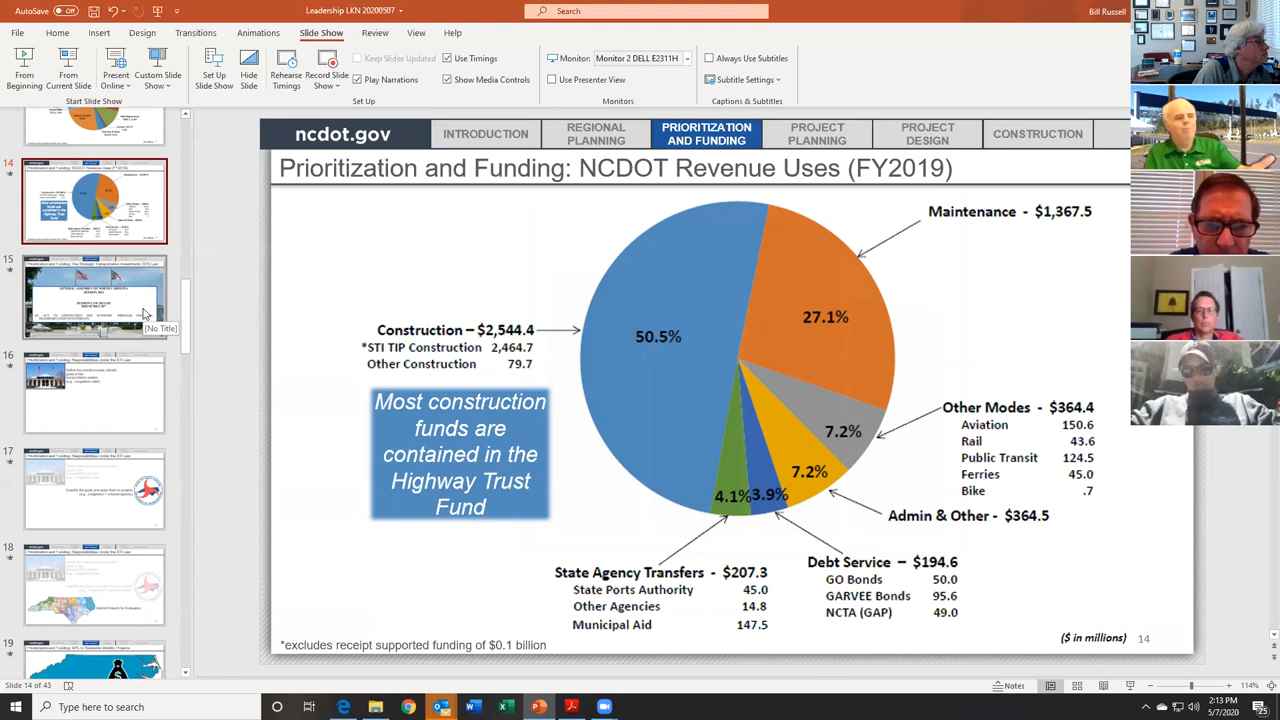 AutoSave
Off
Leadership LKN 20200507
Search
Bill Russell
File Home Insert Design Transitions Animations Slide Show Review View Help
From Beginning
From Current Slide
Present Online
Custom Slide Show
Set Up Slide Show
Hide Slide
Rehearse Timings
Record Slide Show
Keep Slides Updated
Play Narrations
Use Timings
Show Media Controls
Monitor: Monitor 2 DELL E2311H
Use Presenter View
Always Use Subtitles
Subtitle Settings
Start Slide Show
Set Up
Monitors
Captions & Subtitles
14
15
[No Title]
16
17
18
19
ncdot.gov
INTRODUCTION
REGIONAL PLANNING
PRIORITIZATION AND FUNDING
PROJECT PLANNING
PROJECT DESIGN
CONSTRUCTION
Prioritization and Funding: NCDOT Revenue Uses (FY2019)
Maintenance - $1,367.5
27.1%
50.5%
Construction – $2,544.4
*STI TIP Construction 2,464.7
Other Construction 79.7
Most construction
funds are
contained in the
Highway Trust
Fund
Other Modes - $364.4
Aviation 150.6
Rail 43.6
Public Transit 124.5
Ferries 45.0
Bike .7
7.2%
7.2%
4.1%
3.9%
Admin & Other - $364.5
Debt Service – $194.6
GO Bonds 50.0
GARVEE Bonds 95.6
NCTA (GAP) 49.0
State Agency Transfers - $207.3
State Ports Authority 45.0
Other Agencies 14.8
Municipal Aid 147.5
*excludes receipt supported funding of $0.1 billion
($ in millions) 14
Slide 14 of 43
Notes
114%
Type here to search
2:13 PM
5/7/2020
25